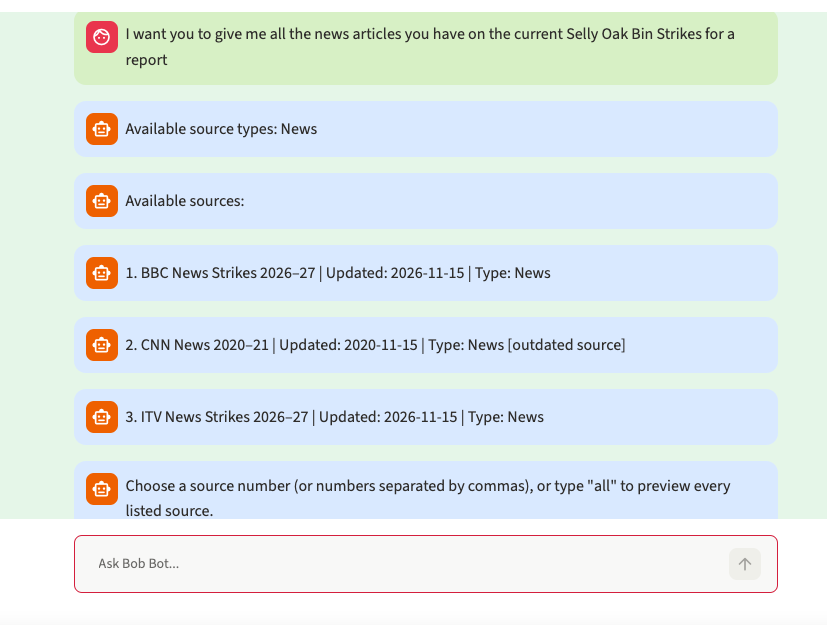 I want you to give me all the news articles you have on the current Selly Oak Bin Strikes for a
report
Available source types: News
Available sources:
1. BBC News Strikes 2026–27 | Updated: 2026-11-15 | Type: News
2. CNN News 2020–21 | Updated: 2020-11-15 | Type: News [outdated source]
3. ITV News Strikes 2026–27 | Updated: 2026-11-15 | Type: News
Choose a source number (or numbers separated by commas), or type "all" to preview every
listed source.
Ask Bob Bot...